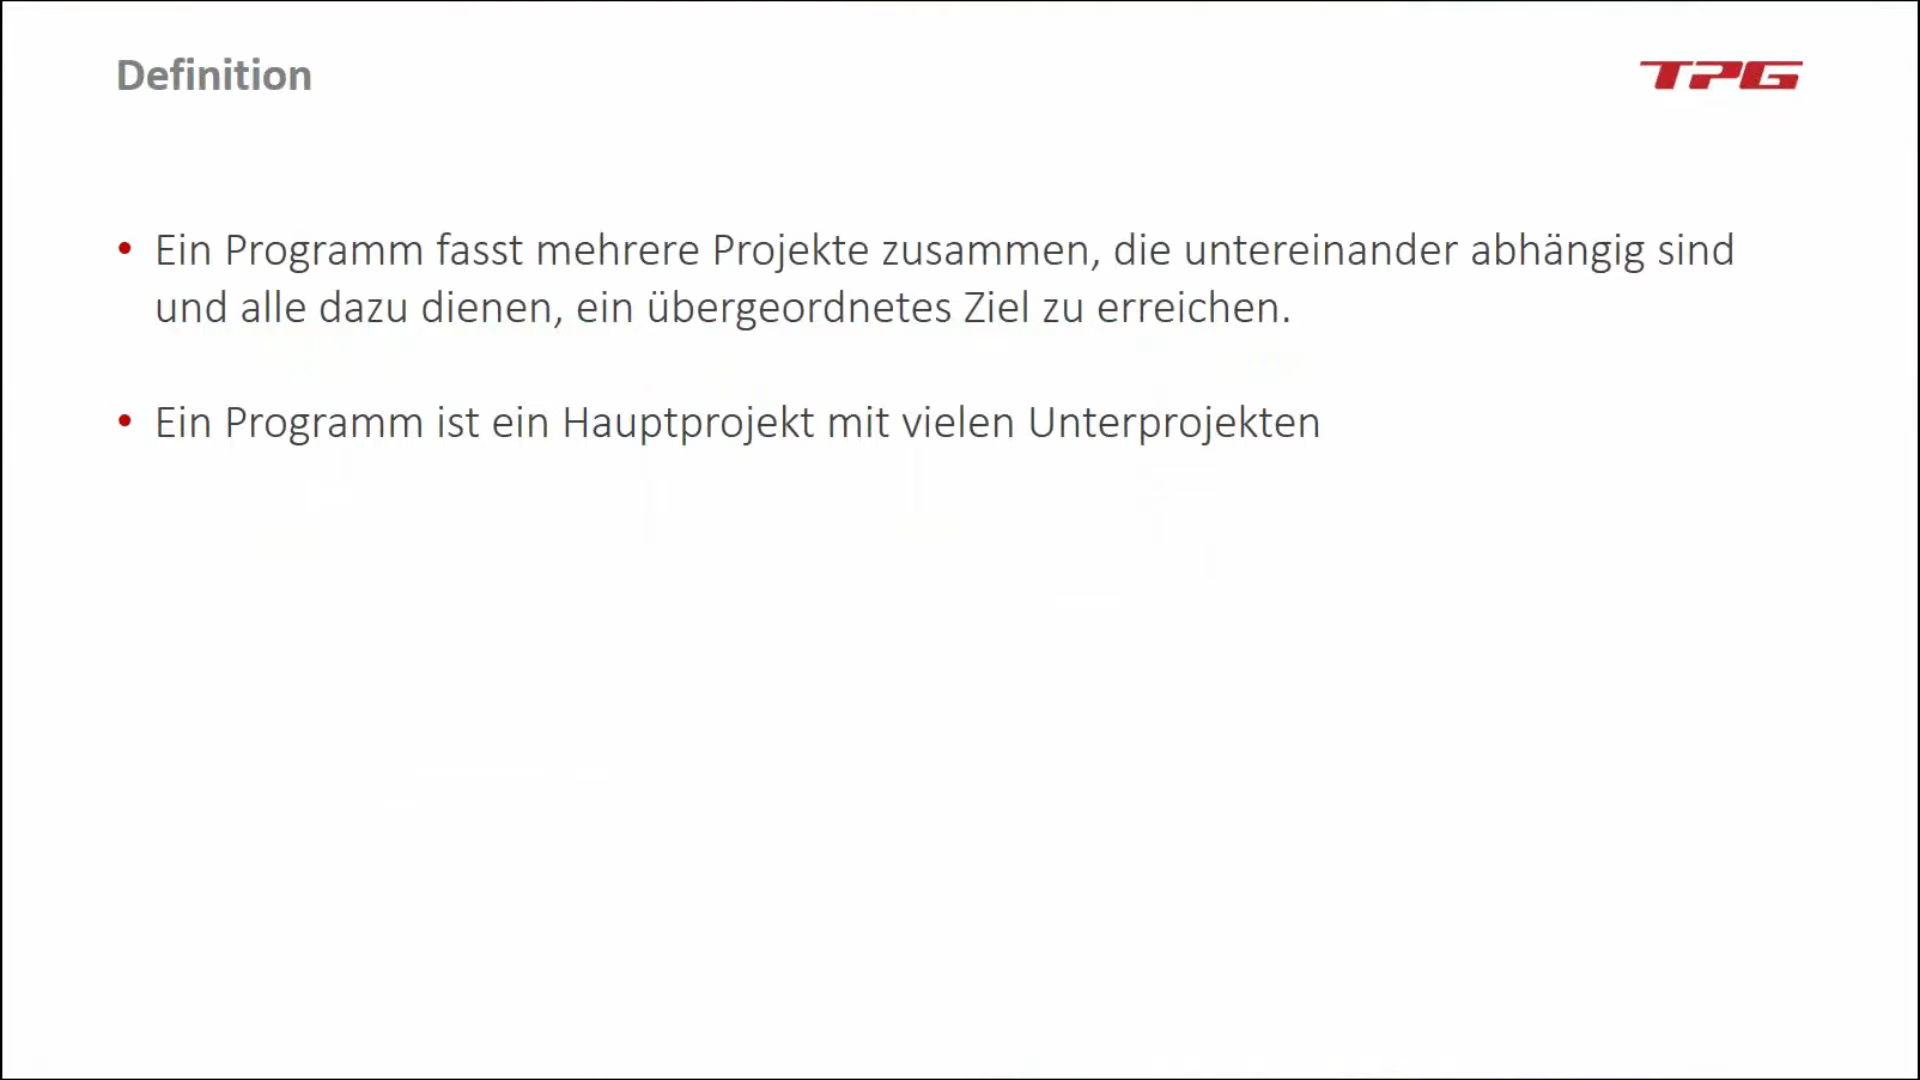 Definition
TPG
• Ein Programm fasst mehrere Projekte zusammen, die untereinander abhängig sind
und alle dazu dienen, ein übergeordnetes Ziel zu erreichen.
• Ein Programm ist ein Hauptprojekt mit vielen Unterprojekten